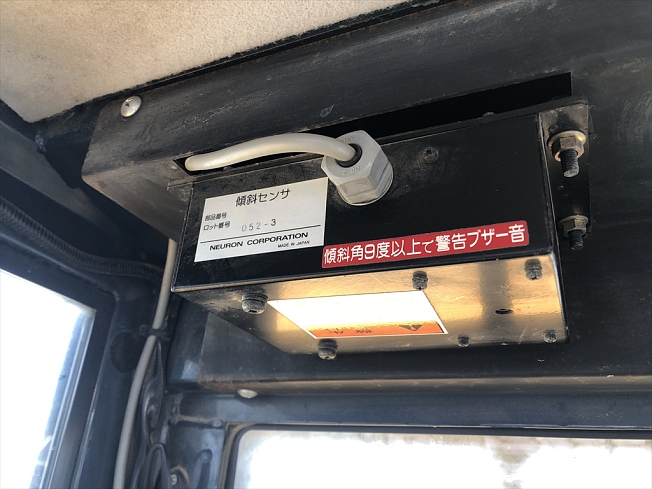 傾斜センサ
部品番号
ロット番号 052-3
NEURON CORPORATION
MADE IN JAPAN
傾斜角9度以上で警告ブザー音